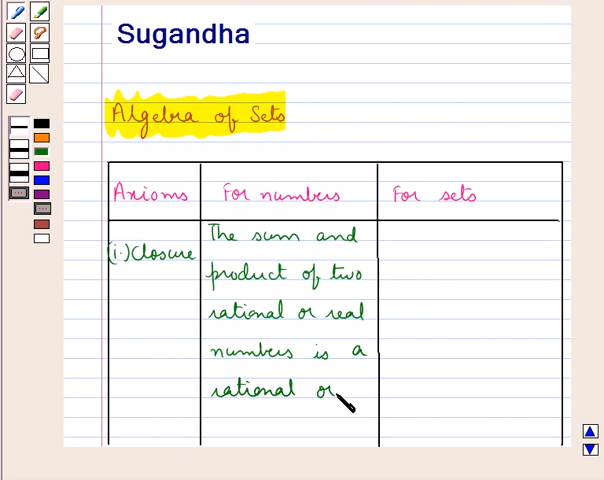 Sugandha
Algebra of Sets
Axioms For numbers For sets
(i.) Closure The sum and
product of two
rational or real
numbers is a
rational or